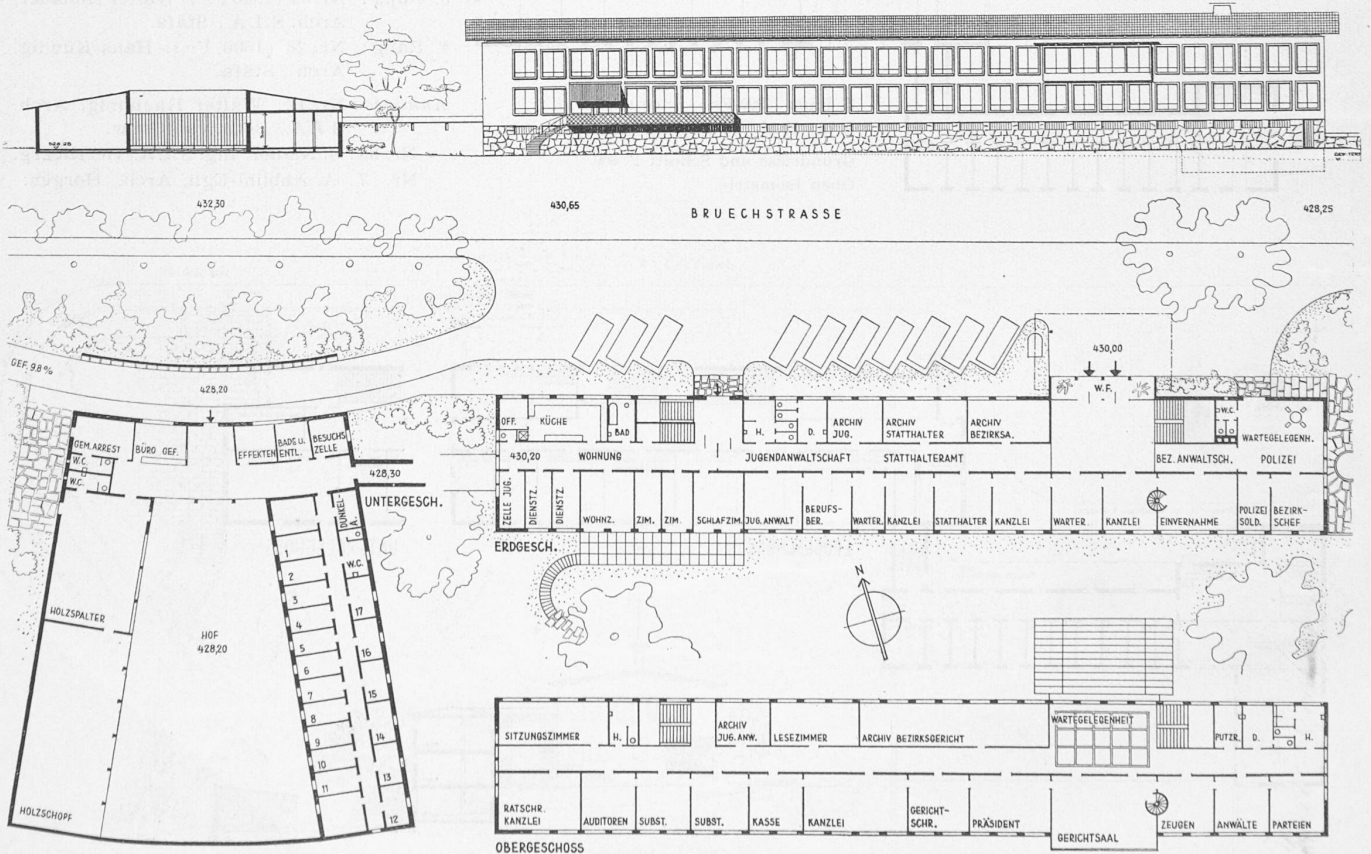 432,30
430,65
BRUECHSTRASSE
428,25
GEF. 9.8 %
428,20
430,00
W.F.
GEM. ARREST
BÜRO GEF.
EFFEKTEN
BADE U.
ENTL.
BESUCHS
ZELLE
W.C.
W.C.
428,30
UNTERGESCH.
DUNKEL-
A.
W.C.
1
2
3
4
5
6
7
8
9
10
11
12
13
14
15
16
17
HOLZSPALTER
HOF
428,20
HOLZSCHOPF
OFF.
KÜCHE
BAD
H.
D.
ARCHIV
JUG.
ARCHIV
STATTHALTER
ARCHIV
BEZIRKSA.
W.C.
WARTEGELEGENH.
430,20
WOHNUNG
JUGENDANWALTSCHAFT
STATTHALTERAMT
BEZ. ANWALTSCH.
POLIZEI
ZELLE JUG.
DIENSTZ.
DIENSTZ.
WOHNZ.
ZIM.
ZIM.
SCHLAFZIM.
JUG. ANWALT
BERUFS-
BER.
WARTER.
KANZLEI
STATTHALTER
KANZLEI
WARTER.
KANZLEI
EINVERNAHME
POLIZEI
SOLD.
BEZIRK-
SCHEF
ERDGESCH.
N
SITZUNGSZIMMER
H.
ARCHIV
JUG. ANW.
LESEZIMMER
ARCHIV BEZIRKSGERICHT
WARTEGELEGENHEIT
PUTZR.
D.
H.
RATSCHR.
KANZLEI
AUDITOREN
SUBST.
SUBST.
KASSE
KANZLEI
GERICHT-
SCHR.
PRÄSIDENT
GERICHTSAAL
ZEUGEN
ANWÄLTE
PARTEIEN
OBERGESCHOSS